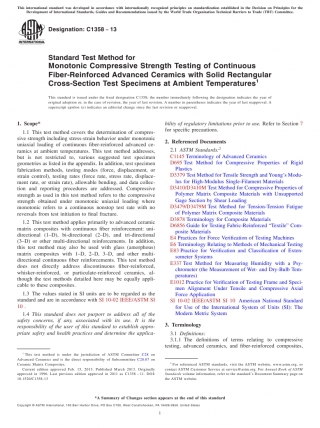 This international standard was developed in accordance with internationally recognized principles on standardization established in the Decision on Principles for the
Development of International Standards, Guides and Recommendations issued by the World Trade Organization Technical Barriers to Trade (TBT) Committee.
Designation: C1358 − 13
Standard Test Method for
Monotonic Compressive Strength Testing of Continuous
Fiber-Reinforced Advanced Ceramics with Solid Rectangular
Cross-Section Test Specimens at Ambient Temperatures1
This standard is issued under the fixed designation C1358; the number immediately following the designation indicates the year of
original adoption or, in the case of revision, the year of last revision. A number in parentheses indicates the year of last reapproval. A
superscript epsilon (ε) indicates an editorial change since the last revision or reapproval.
1. Scope*
1.1 This test method covers the determination of compres-
sive strength including stress-strain behavior under monotonic
uniaxial loading of continuous fiber-reinforced advanced ce-
ramics at ambient temperatures. This test method addresses,
but is not restricted to, various suggested test specimen
geometries as listed in the appendix. In addition, test specimen
fabrication methods, testing modes (force, displacement, or
strain control), testing rates (force rate, stress rate, displace-
ment rate, or strain rate), allowable bending, and data collec-
tion and reporting procedures are addressed. Compressive
strength as used in this test method refers to the compressive
strength obtained under monotonic uniaxial loading where
monotonic refers to a continuous nonstop test rate with no
reversals from test initiation to final fracture.
1.2 This test method applies primarily to advanced ceramic
matrix composites with continuous fiber reinforcement: uni-
directional (1-D), bi-directional (2-D), and tri-directional
(3-D) or other multi-directional reinforcements. In addition,
this test method may also be used with glass (amorphous)
matrix composites with 1-D, 2-D, 3-D, and other multi-
directional continuous fiber reinforcements. This test method
does not directly address discontinuous fiber-reinforced,
whisker-reinforced, or particulate-reinforced ceramics, al-
though the test methods detailed here may be equally appli-
cable to these composites.
1.3 The values stated in SI units are to be regarded as the
standard and are in accordance with SI 10-02 IEEE/ASTM SI
10 .
1.4 This standard does not purport to address all of the
safety concerns, if any, associated with its use. It is the
responsibility of the user of this standard to establish appro-
priate safety and health practices and determine the applica-
bility of regulatory limitations prior to use. Refer to Section 7
for specific precautions.
2. Referenced Documents
2.1 ASTM Standards:2
C1145 Terminology of Advanced Ceramics
D695 Test Method for Compressive Properties of Rigid
Plastics
D3379 Test Method for Tensile Strength and Young's Modu-
lus for High-Modulus Single-Filament Materials
D3410/D3410M Test Method for Compressive Properties of
Polymer Matrix Composite Materials with Unsupported
Gage Section by Shear Loading
D3479/D3479M Test Method for Tension-Tension Fatigue
of Polymer Matrix Composite Materials
D3878 Terminology for Composite Materials
D6856 Guide for Testing Fabric-Reinforced “Textile” Com-
posite Materials
E4 Practices for Force Verification of Testing Machines
E6 Terminology Relating to Methods of Mechanical Testing
E83 Practice for Verification and Classification of Exten-
someter Systems
E337 Test Method for Measuring Humidity with a Psy-
chrometer (the Measurement of Wet- and Dry-Bulb Tem-
peratures)
E1012 Practice for Verification of Testing Frame and Speci-
men Alignment Under Tensile and Compressive Axial
Force Application
SI 10-02 IEEE/ASTM SI 10 American National Standard
for Use of the International System of Units (SI): The
Modern Metric System
3. Terminology
3.1 Definitions:
3.1.1 The definitions of terms relating to compressive
testing, advanced ceramics, and fiber-reinforced composites,
1 This test method is under the jurisdiction of ASTM Committee C28 on
Advanced Ceramics and is the direct responsibility of Subcommittee C28.07 on
Ceramic Matrix Composites.
Current edition approved Feb. 15, 2013. Published March 2013. Originally
approved in 1996. Last previous edition approved in 2011 as C1358 – 11. DOI:
10.1520/C1358-13
2 For referenced ASTM standards, visit the ASTM website, www.astm.org, or
contact ASTM Customer Service at service@astm.org. For Annual Book of ASTM
Standards volume information, refer to the standard's Document Summary page on
the ASTM website.
*A Summary of Changes section appears at the end of this standard
Copyright © ASTM International, 100 Barr Harbor Drive, PO Box C700, West Conshohocken, PA 19428-2959. United States
1